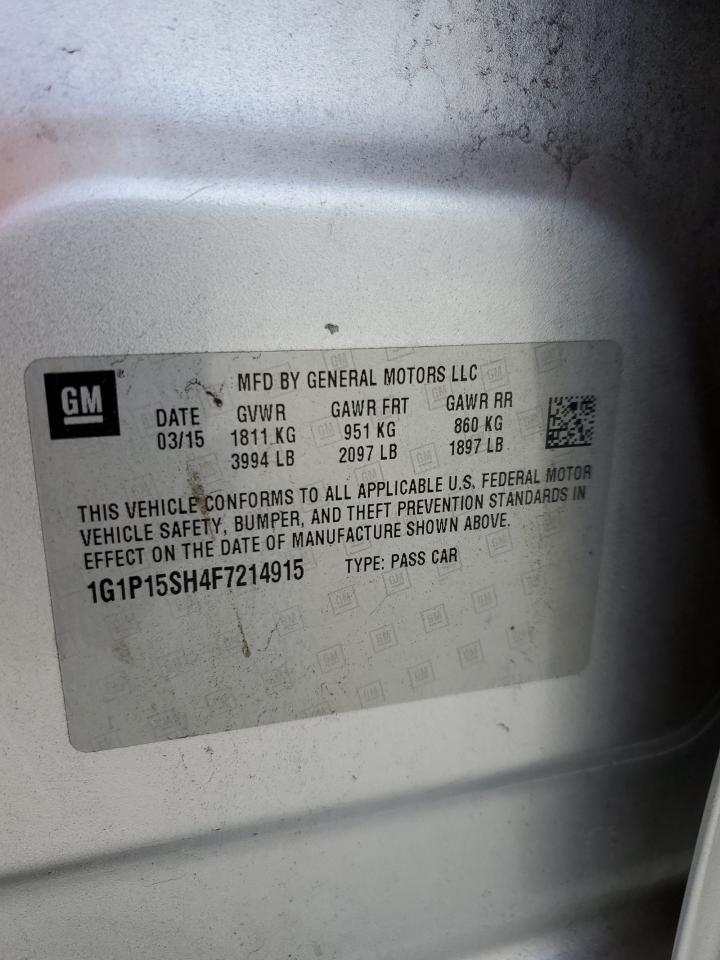 GM
MFD BY GENERAL MOTORS LLC
DATE GVWR GAWR FRT GAWR RR
03/15 1811 KG 951 KG 860 KG
3994 LB 2097 LB 1897 LB
THIS VEHICLE CONFORMS TO ALL APPLICABLE U.S. FEDERAL MOTOR
VEHICLE SAFETY, BUMPER, AND THEFT PREVENTION STANDARDS IN
EFFECT ON THE DATE OF MANUFACTURE SHOWN ABOVE.
1G1P15SH4F7214915 TYPE: PASS CAR